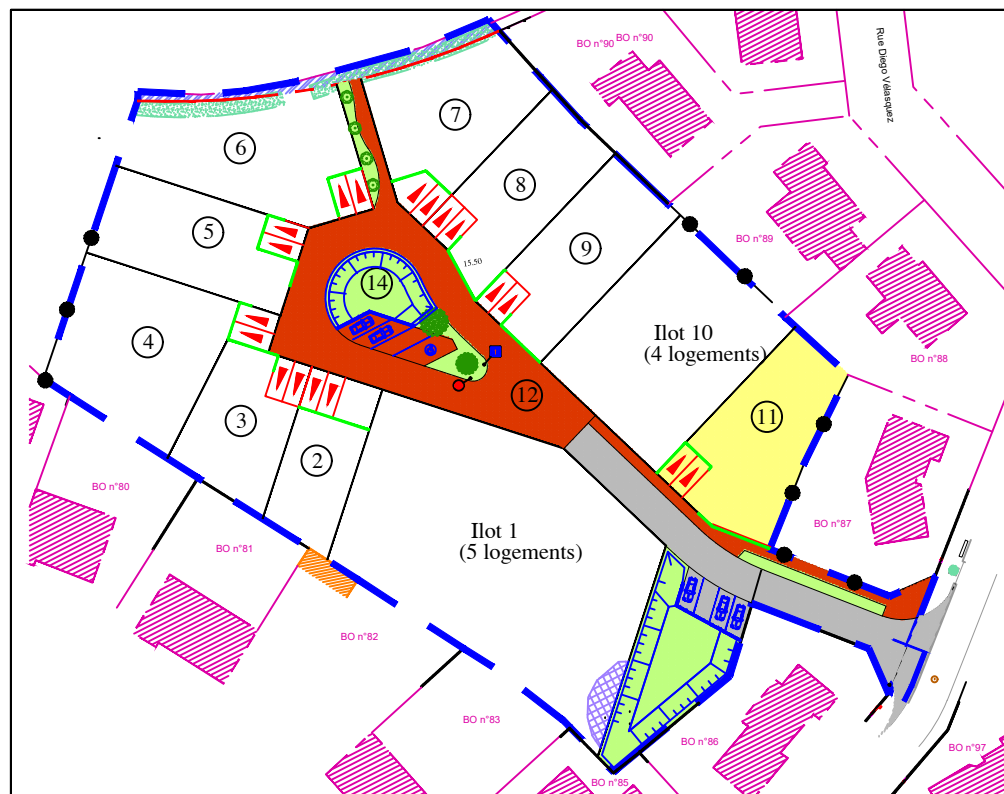 BO n°90
BO n°90
Rue Diego Vélasquez
7
6
8
5
9
BO n°89
15.50
14
4
Ilot 10
(4 logements)
BO n°88
12
11
3
2
BO n°80
Ilot 1
(5 logements)
BO n°87
BO n°81
BO n°82
BO n°83
BO n°86
BO n°97
BO n°85